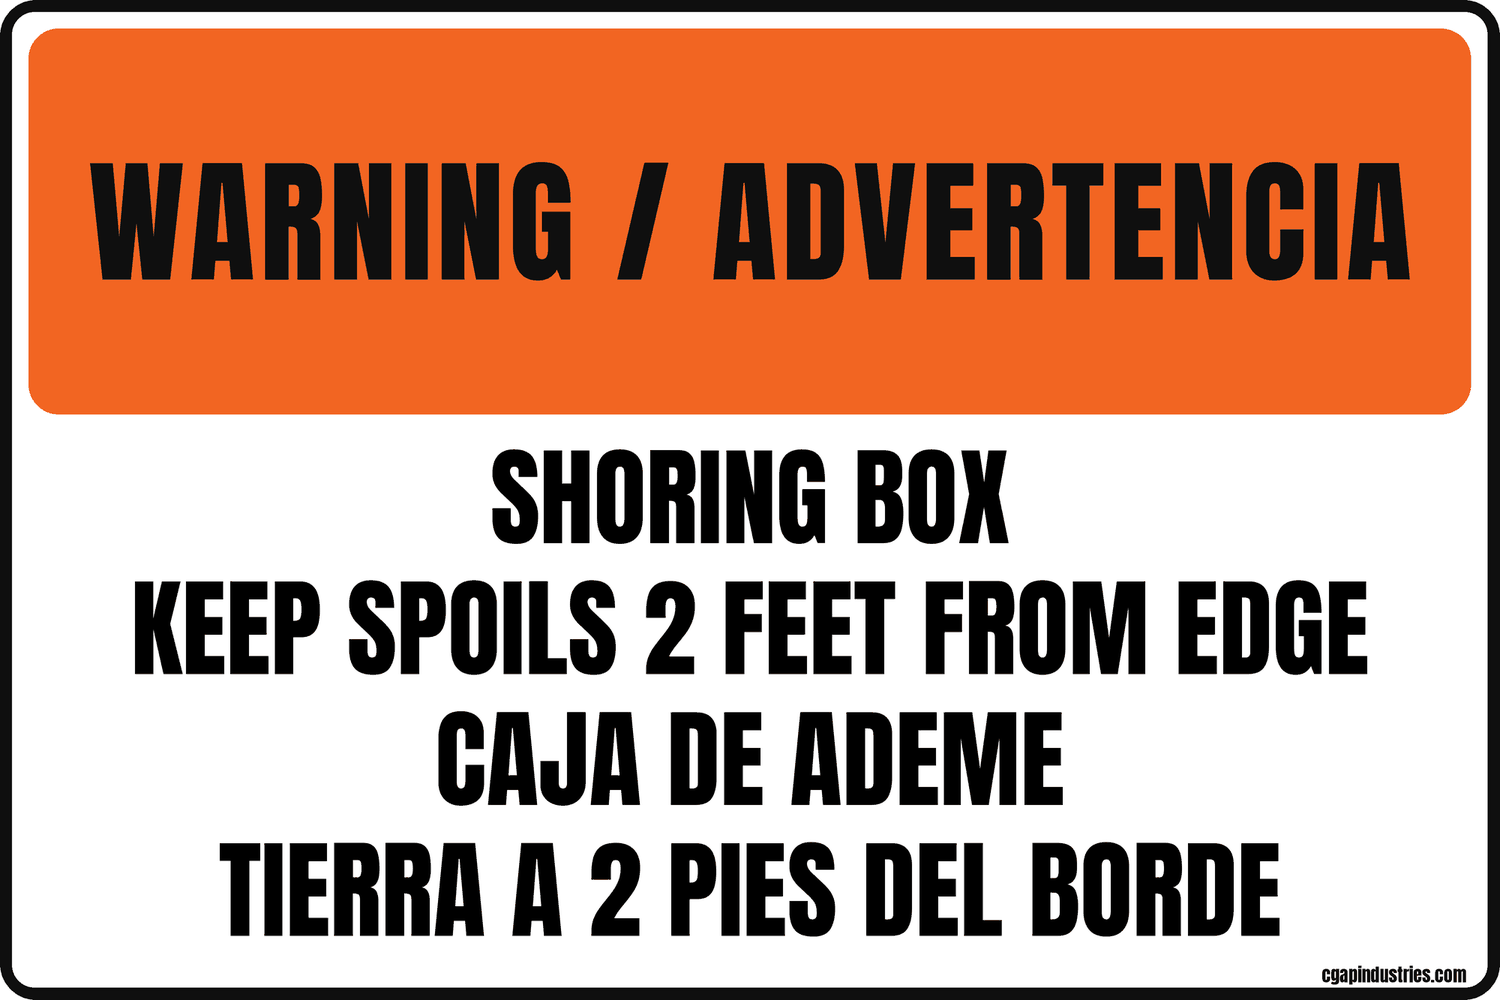 WARNING / ADVERTENCIA
SHORING BOX
KEEP SPOILS 2 FEET FROM EDGE
CAJA DE ADEME
TIERRA A 2 PIES DEL BORDE
cgapindustries.com